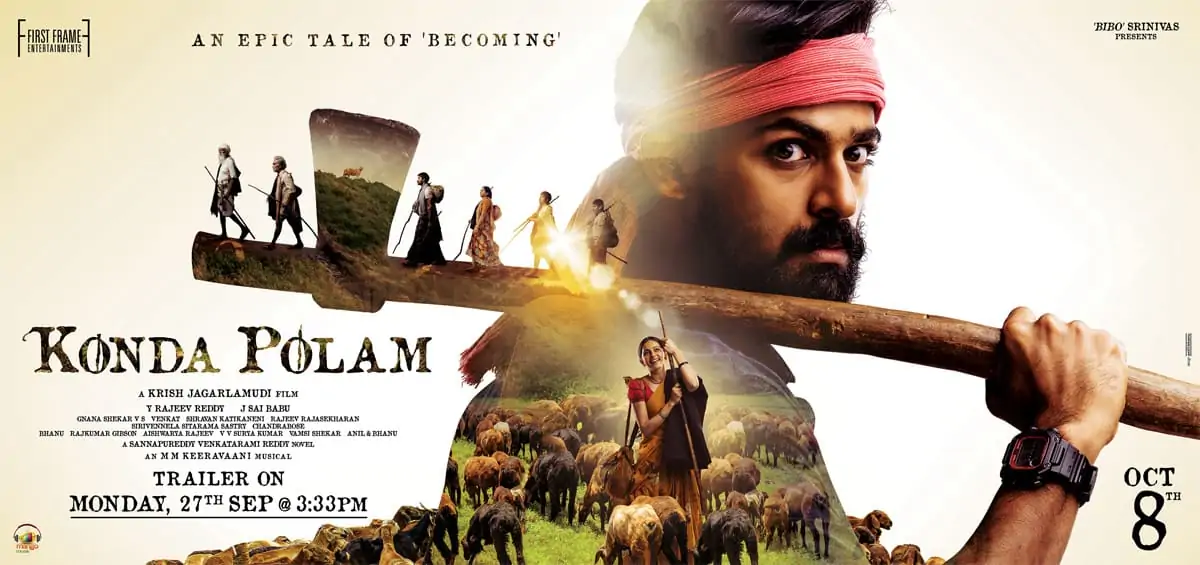 FIRST FRAME
ENTERTAINMENTS
AN EPIC TALE OF 'BECOMING'
'BIBO' SRINIVAS
PRESENTS
KONDA POLAM
A KRISH JAGARLAMUDI FILM
Y RAJEEV REDDY J SAI BABU
GNANA SHEKAR V S VENKAT SHRAVAN KATIKANENI RAJEEV RAJASEKHARAN
SIRIVENNELA SITARAMA SASTRY CHANDRABOSE
BHANU RAJKUMAR GIBSON AISHWARYA RAJEEV V V SURYA KUMAR VAMSI SHEKAR ANIL & BHANU
A SANNAPUREDDY VENKATARAMI REDDY NOVEL
AN M M KEERAVAANI MUSICAL
TRAILER ON
MONDAY, 27TH SEP @ 3:33PM
mango
OCT
8TH